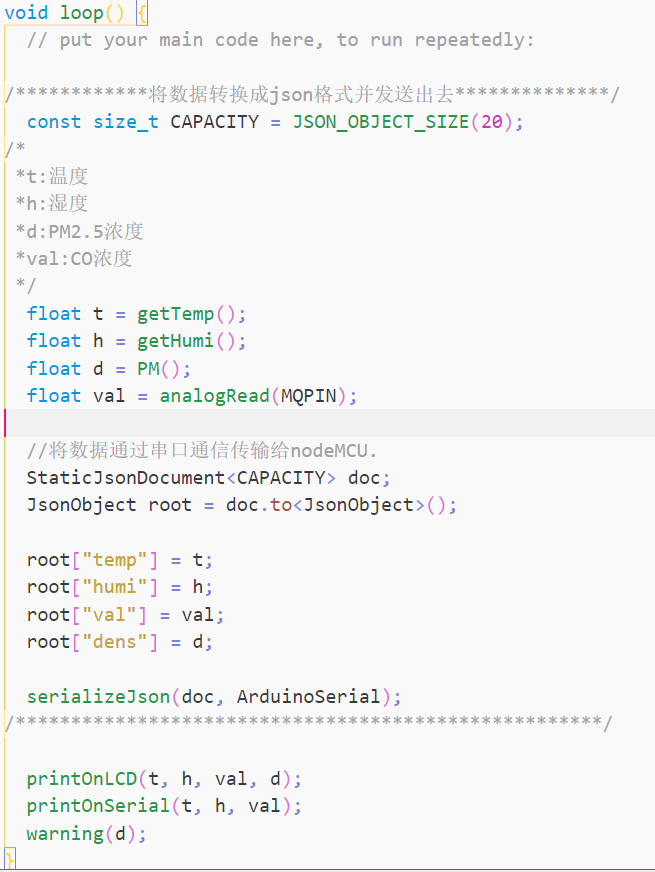 void loop() {
// put your main code here, to run repeatedly:
/************将数据转换成json格式并发送出去**************/
const size_t CAPACITY = JSON_OBJECT_SIZE(20);
/*
*t:温度
*h:湿度
*d:PM2.5浓度
*val:CO浓度
*/
float t = getTemp();
float h = getHumi();
float d = PM();
float val = analogRead(MQPIN);
//将数据通过串口通信传输给nodeMCU.
StaticJsonDocument<CAPACITY> doc;
JsonObject root = doc.to<JsonObject>();
root["temp"] = t;
root["humi"] = h;
root["val"] = val;
root["dens"] = d;
serializeJson(doc, ArduinoSerial);
/*****************************************************/
printOnLCD(t, h, val, d);
printOnSerial(t, h, val);
warning(d);
}